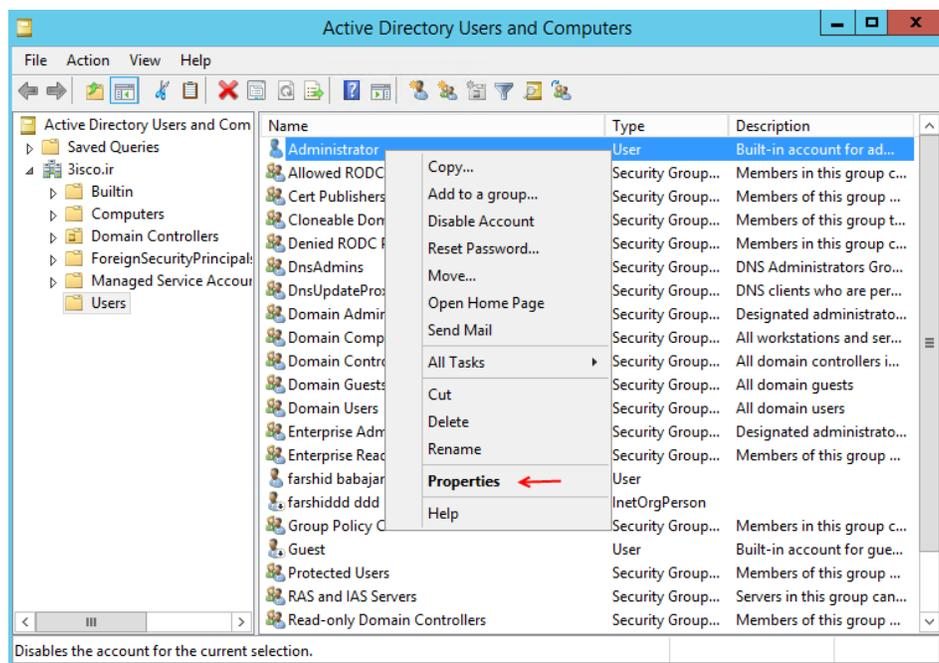 Active Directory Users and Computers
File Action View Help
Active Directory Users and Com
Saved Queries
3isco.ir
Builtin
Computers
Domain Controllers
ForeignSecurityPrincipal
Managed Service Accour
Users
Name Type Description
Administrator User Built-in account for ad...
Allowed RODC Security Group... Members in this group c...
Cert Publishers Security Group... Members of this group ...
Cloneable Dom Security Group... Members of this group t...
Denied RODC Security Group... Members in this group c...
DnsAdmins Security Group... DNS Administrators Gro...
DnsUpdatePro Security Group... DNS clients who are per...
Domain Admin Security Group... Designated administrato...
Domain Comp Security Group... All workstations and ser...
Domain Contro Security Group... All domain controllers i...
Domain Guests Security Group... All domain guests
Domain Users Security Group... All domain users
Enterprise Adm Security Group... Designated administrato...
Enterprise Read Security Group... Members of this group ...
farshid babajan User
farshiddd ddd InetOrgPerson
Group Policy C Security Group... Members in this group c...
Guest User Built-in account for gue...
Protected Users Security Group... Members of this group ...
RAS and IAS Servers Security Group... Servers in this group can...
Read-only Domain Controllers Security Group... Members of this group ...
Copy...
Add to a group...
Disable Account
Reset Password...
Move...
Open Home Page
Send Mail
All Tasks
Cut
Delete
Rename
Properties
Help
Disables the account for the current selection.